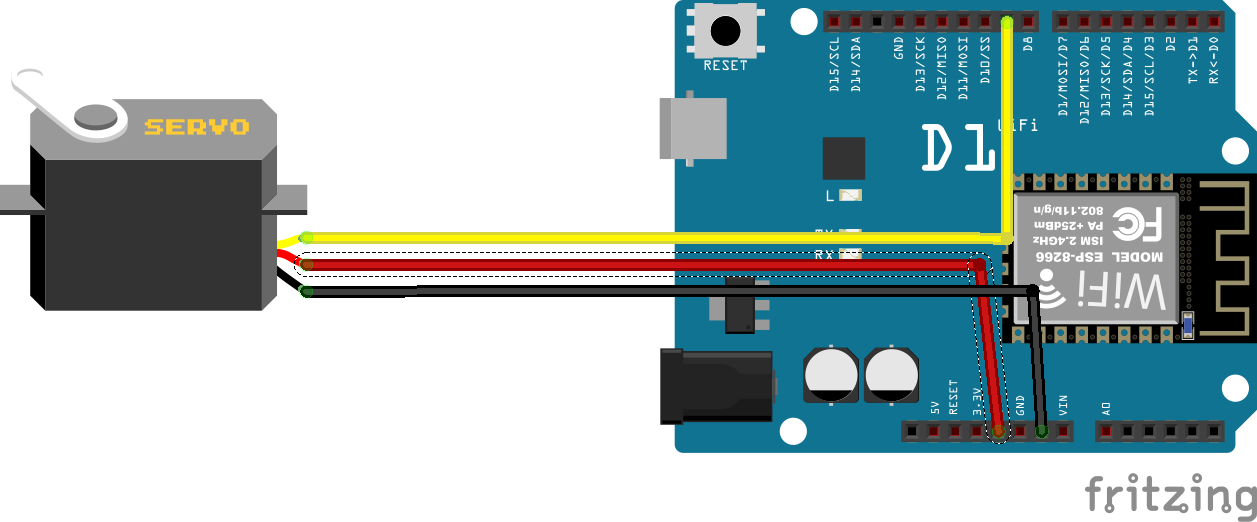 RESET
SERVO
D15/SCL
D14/SDA
GND
D13/SCK
D12/MISO
D11/MOSI
D10/SS
D8
D1/MOSI/D7
D12/MISO/D6
D13/SCK/D5
D14/SDA/D4
D15/SCL/D3
D2
TX->D1
RX<-D0
D1
WiFi
L
RX
MODEL ESP-8266
ISM 2.4GHz
PA +25dBm
802.11b/g/n
FC
WiFi
5V
RESET
3.3V
GND
VIN
A0
fritzing